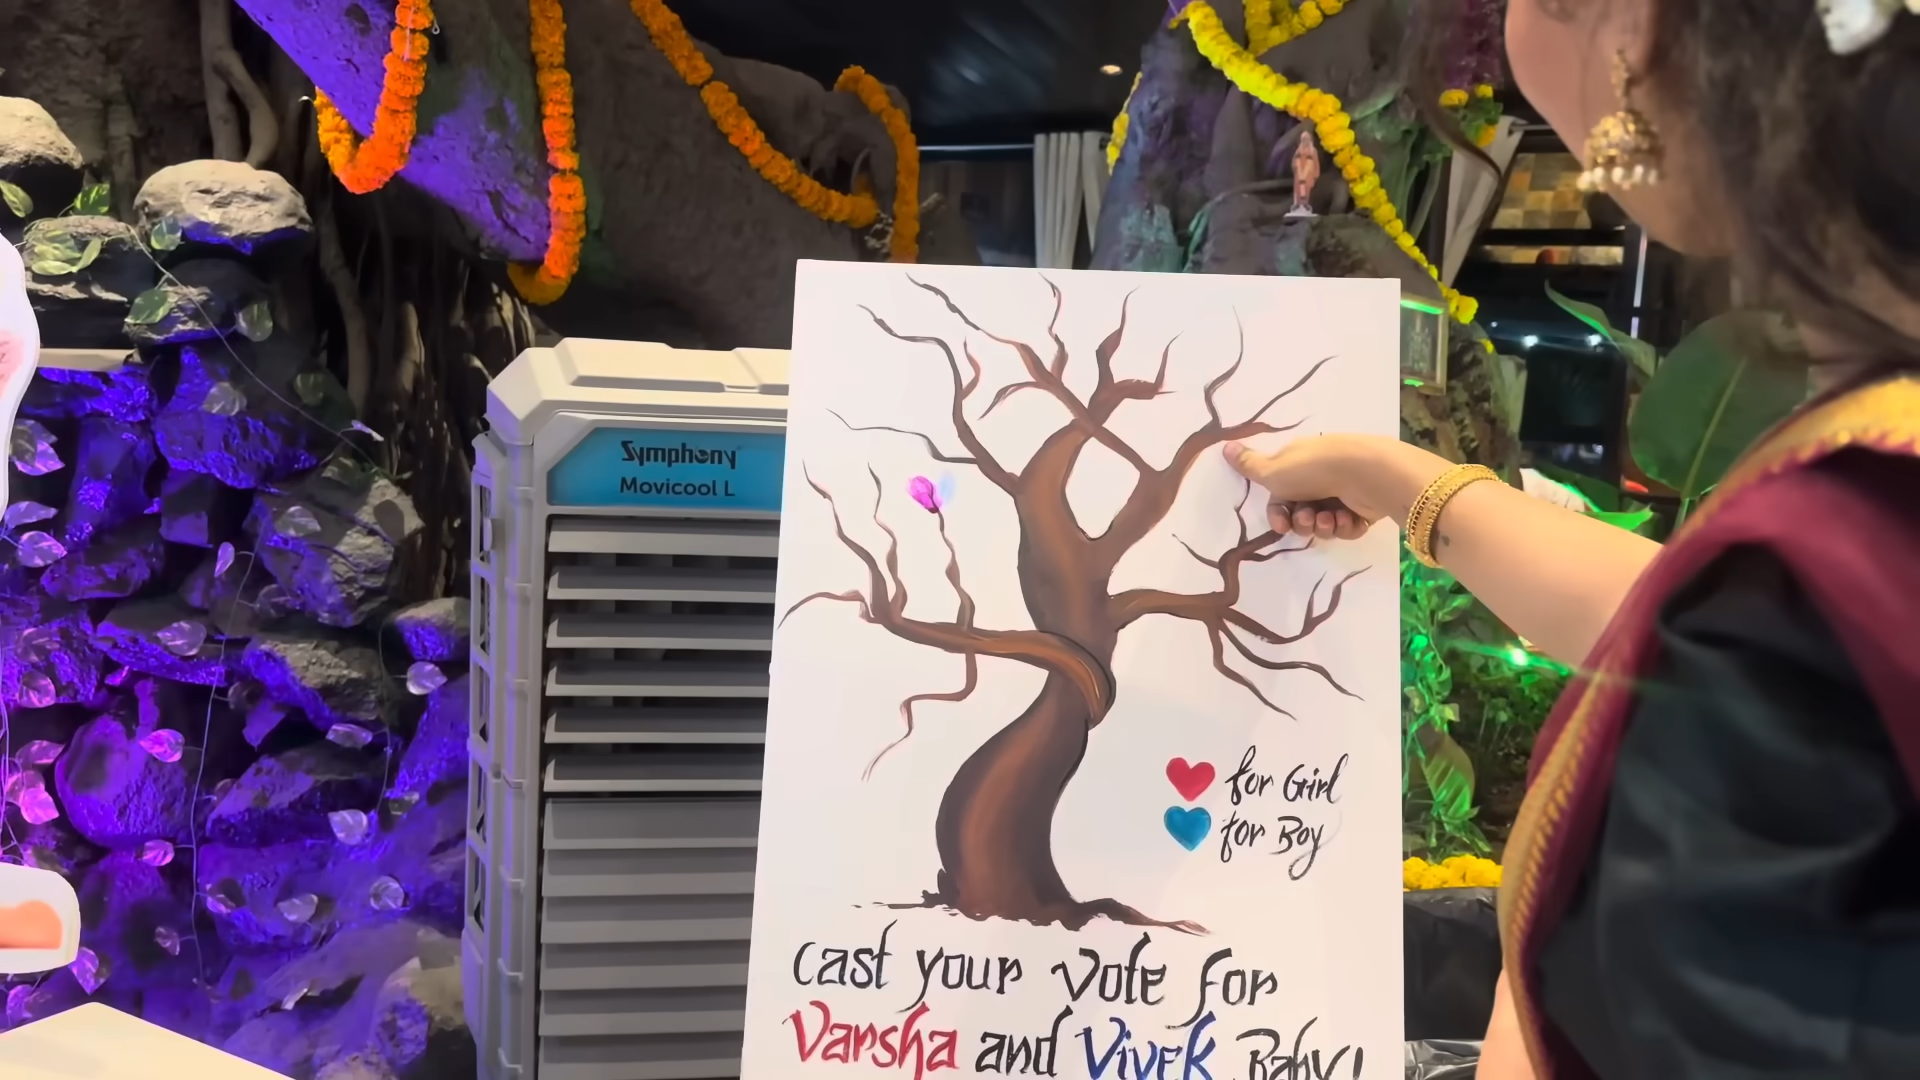 Symphony
Movicool L
for Girl
for Boy
Cast your Vote for
Varsha and Vivek Baby!